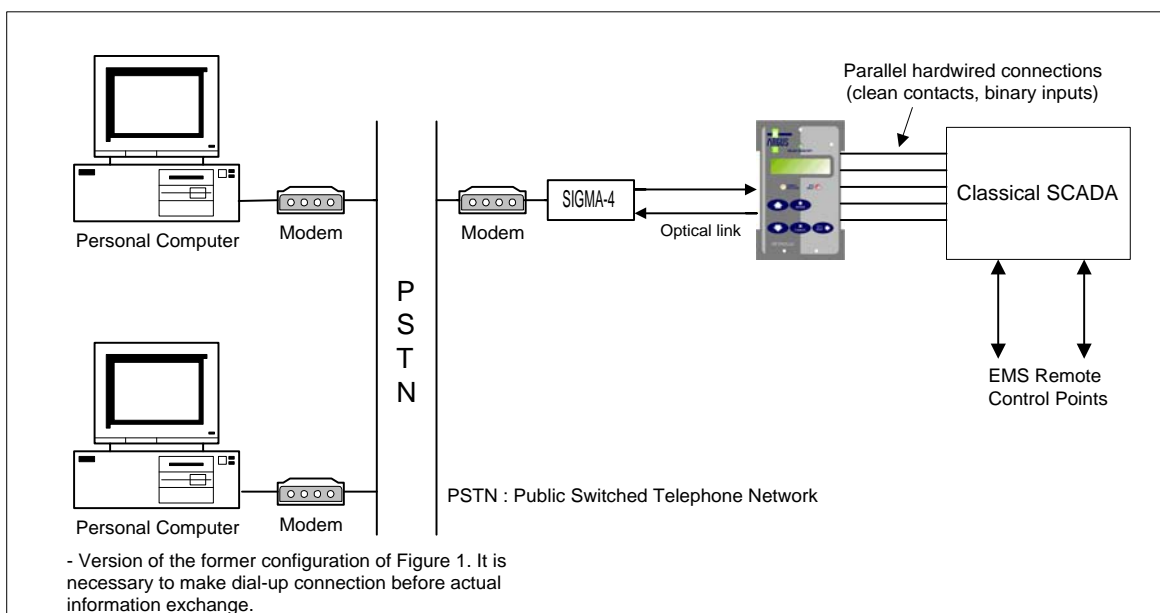 Parallel hardwired connections
(clean contacts, binary inputs)
ARGUS
SIGMA-4
Classical SCADA
Personal Computer
Modem
Modem
Optical link
P
S
T
N
EMS Remote
Control Points
PSTN : Public Switched Telephone Network
Personal Computer
Modem
- Version of the former configuration of Figure 1. It is
necessary to make dial-up connection before actual
information exchange.